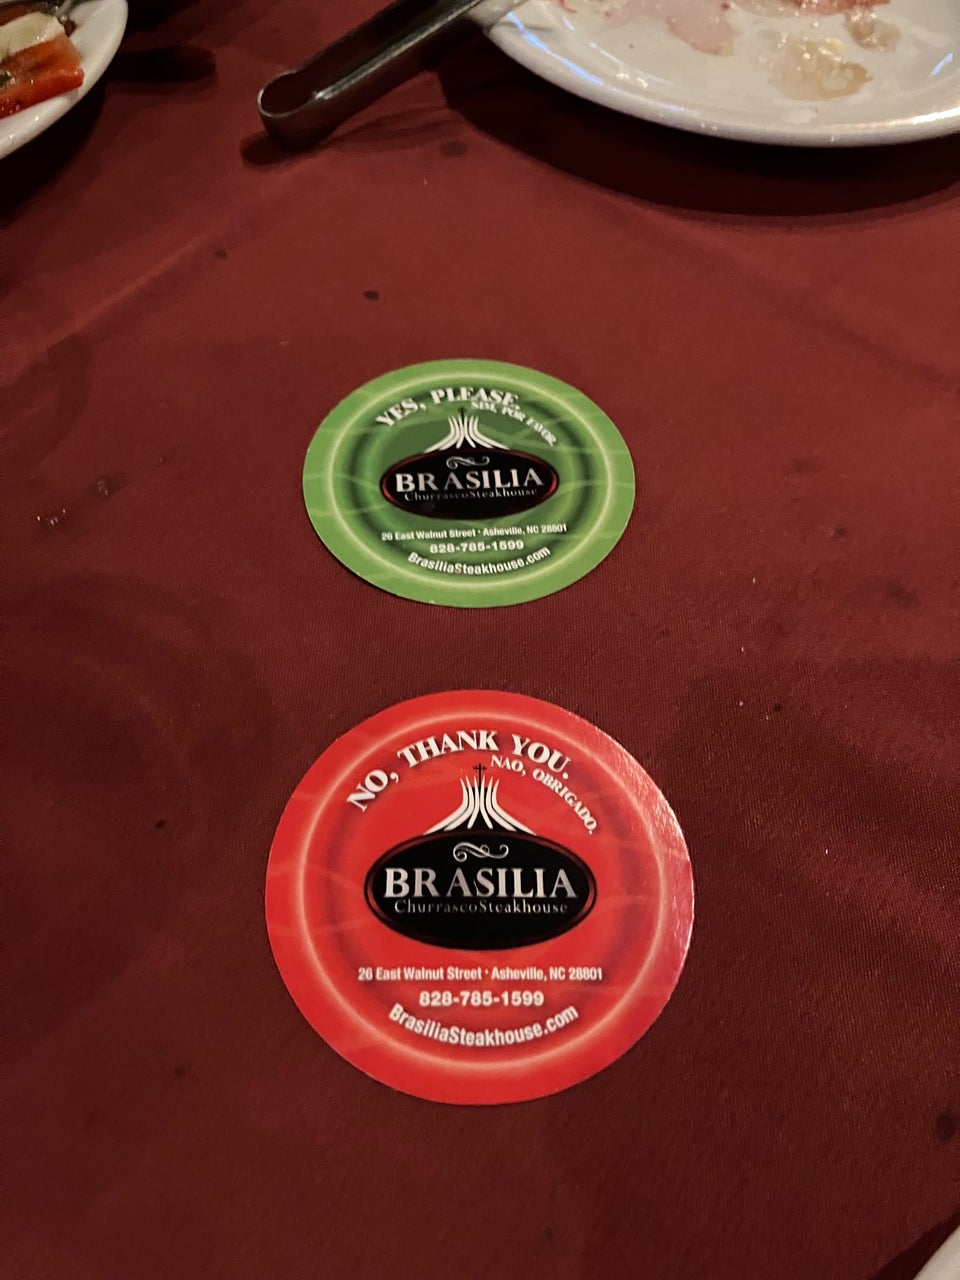 YES, PLEASE.
SIM, POR FAVOR.
BRASILIA
ChurrascoSteakhouse
26 East Walnut Street • Asheville, NC 28801
828-785-1599
BrasiliaSteakhouse.com
NO, THANK YOU.
NAO, OBRIGADO.
BRASILIA
ChurrascoSteakhouse
26 East Walnut Street • Asheville, NC 28801
828-785-1599
BrasiliaSteakhouse.com